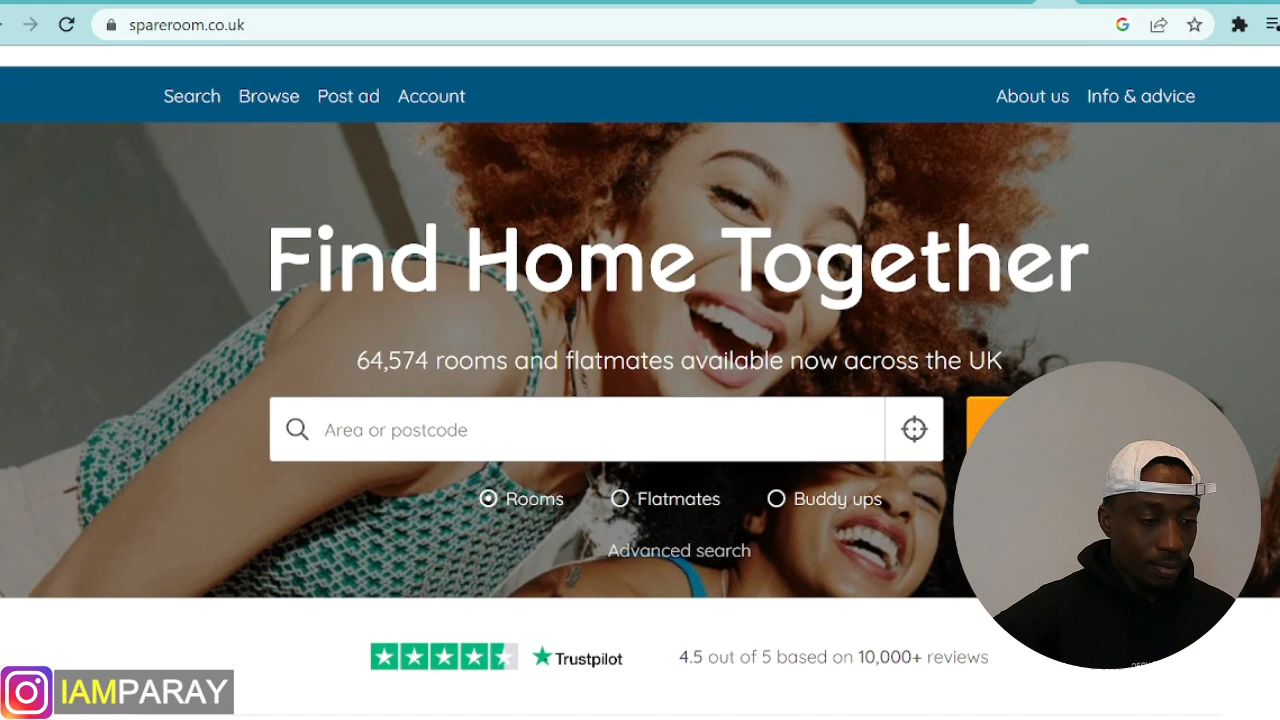 spareroom.co.uk
Search Browse Post ad Account About us Info & advice
Find Home Together
64,574 rooms and flatmates available now across the UK
Area or postcode
Rooms Flatmates Buddy ups
Advanced search
Trustpilot 4.5 out of 5 based on 10,000+ reviews
IAMPARAY